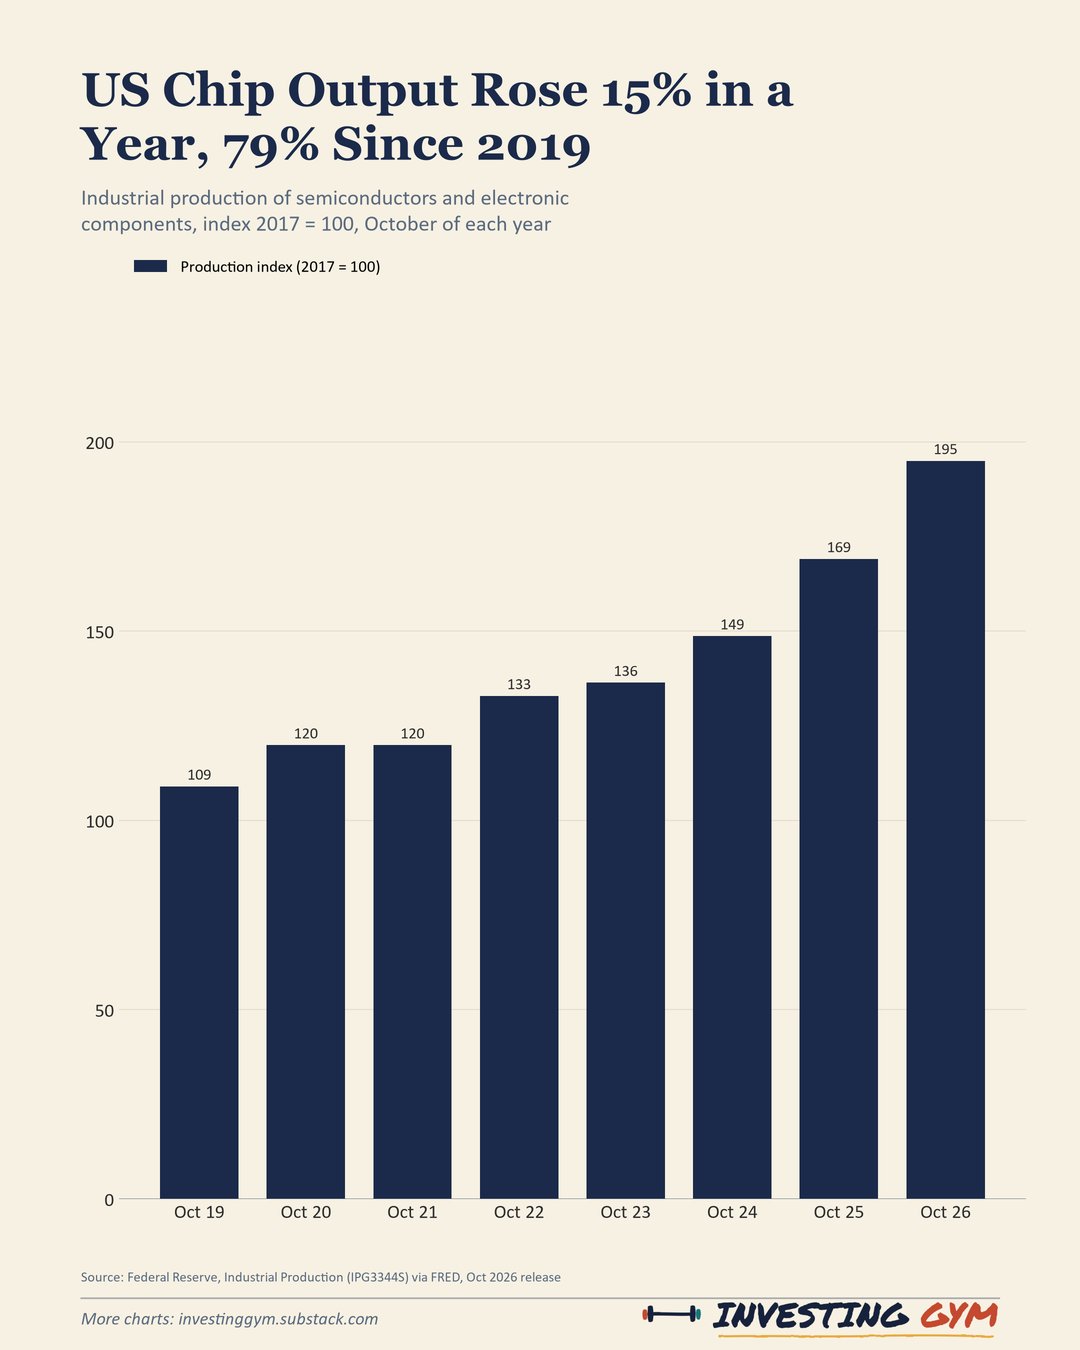 US Chip Output Rose 15% in a
Year, 79% Since 2019
Industrial production of semiconductors and electronic
components, index 2017 = 100, October of each year
Production index (2017 = 100)
200
195
169
150
149
136
133
120
120
109
100
50
0
Oct 19
Oct 20
Oct 21
Oct 22
Oct 23
Oct 24
Oct 25
Oct 26
Source: Federal Reserve, Industrial Production (IPG3344S) via FRED, Oct 2026 release
More charts: investinggym.substack.com
INVESTING GYM